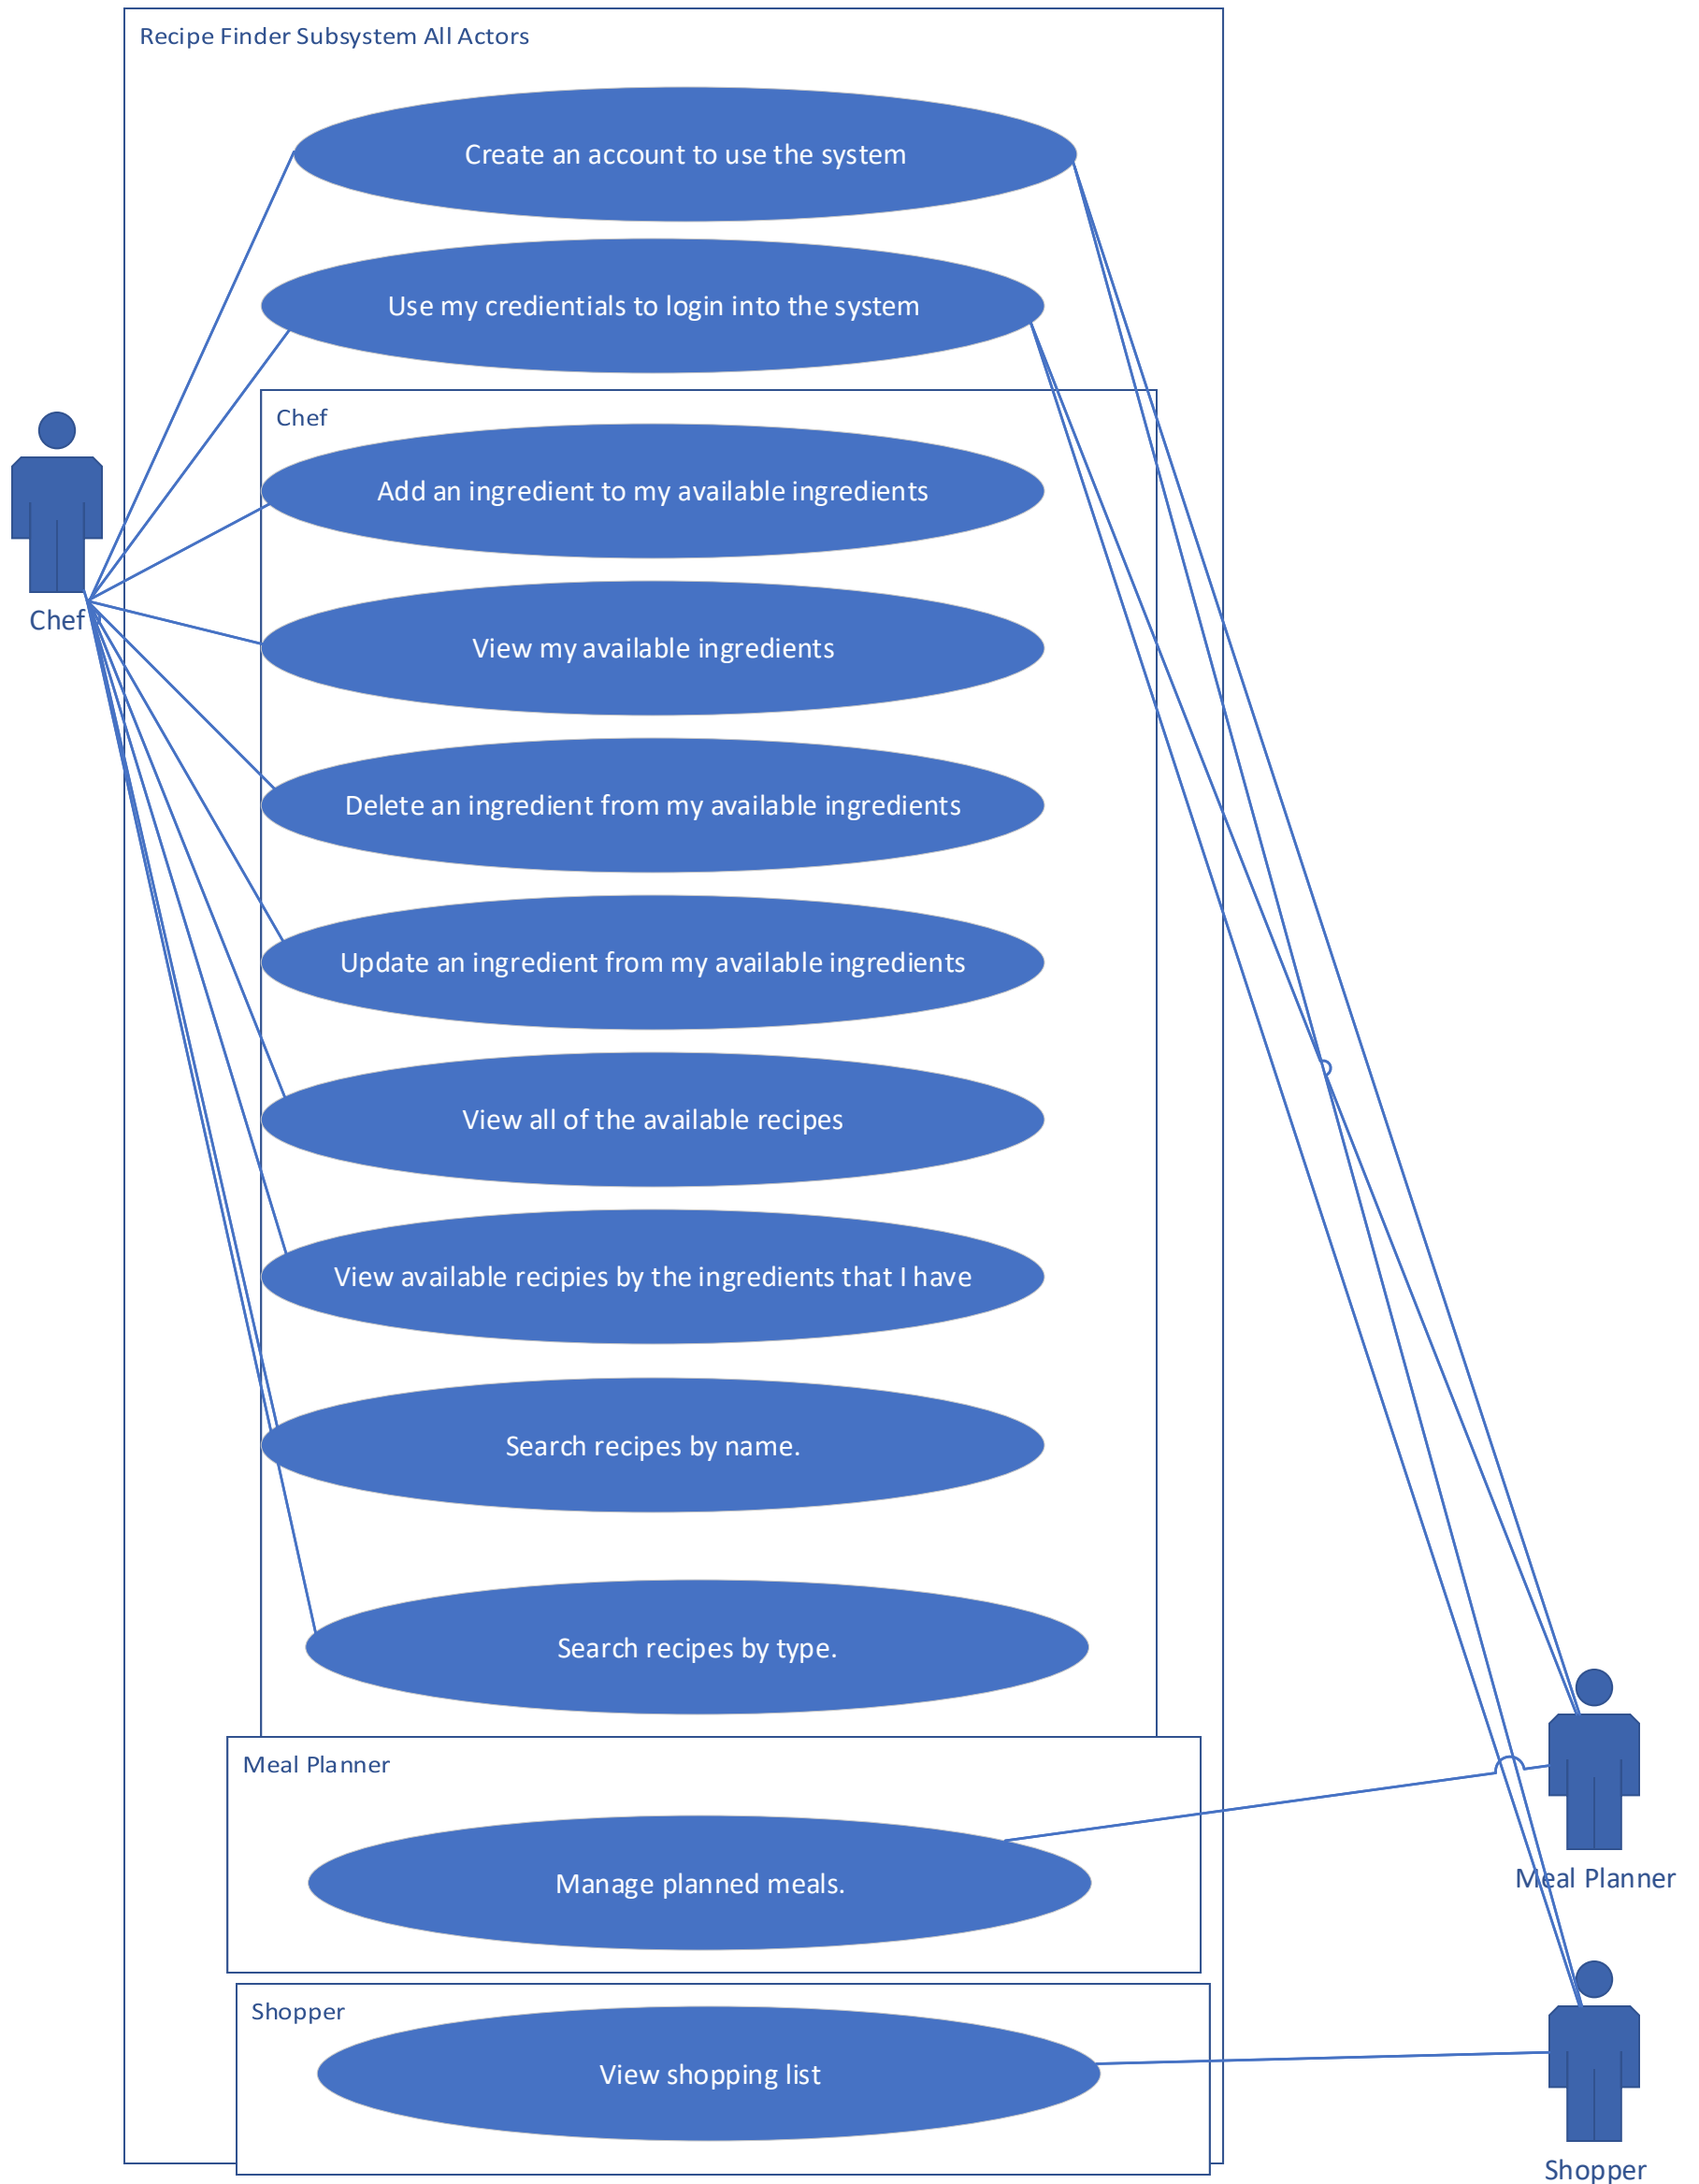 Recipe Finder Subsystem All Actors
Create an account to use the system
Use my credentials to login into the system
Chef
Add an ingredient to my available ingredients
Chef
View my available ingredients
Delete an ingredient from my available ingredients
Update an ingredient from my available ingredients
View all of the available recipes
View available recipies by the ingredients that I have
Search recipes by name.
Search recipes by type.
Meal Planner
Manage planned meals.
Meal Planner
Shopper
View shopping list
Shopper